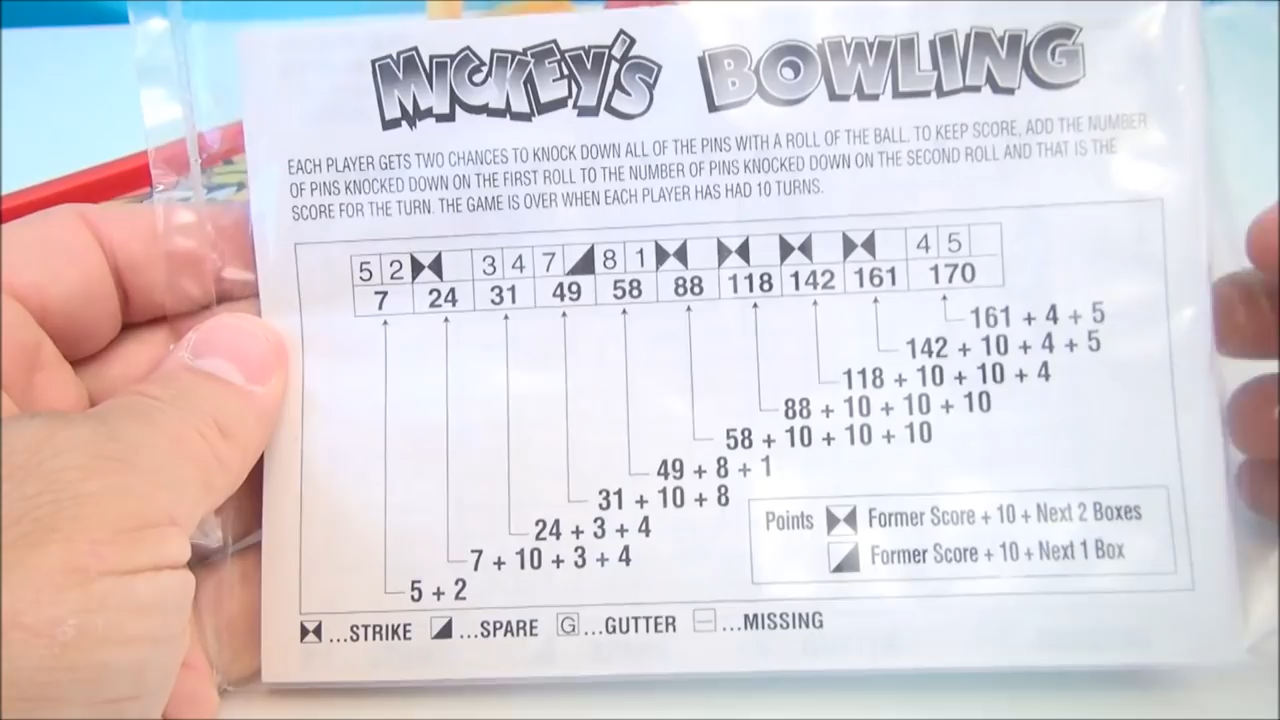 MICKEY'S BOWLING
EACH PLAYER GETS TWO CHANCES TO KNOCK DOWN ALL OF THE PINS WITH A ROLL OF THE BALL. TO KEEP SCORE, ADD THE NUMBER
OF PINS KNOCKED DOWN ON THE FIRST ROLL TO THE NUMBER OF PINS KNOCKED DOWN ON THE SECOND ROLL AND THAT IS THE
SCORE FOR THE TURN. THE GAME IS OVER WHEN EACH PLAYER HAS HAD 10 TURNS.
5 2 3 4 7 8 1 4 5
7 24 31 49 58 88 118 142 161 170
161 + 4 + 5
142 + 10 + 4 + 5
118 + 10 + 10 + 4
88 + 10 + 10 + 10
58 + 10 + 10 + 10
49 + 8 + 1
31 + 10 + 8
24 + 3 + 4
7 + 10 + 3 + 4
5 + 2
Points Former Score + 10 + Next 2 Boxes
Former Score + 10 + Next 1 Box
...STRIKE ...SPARE G...GUTTER —...MISSING